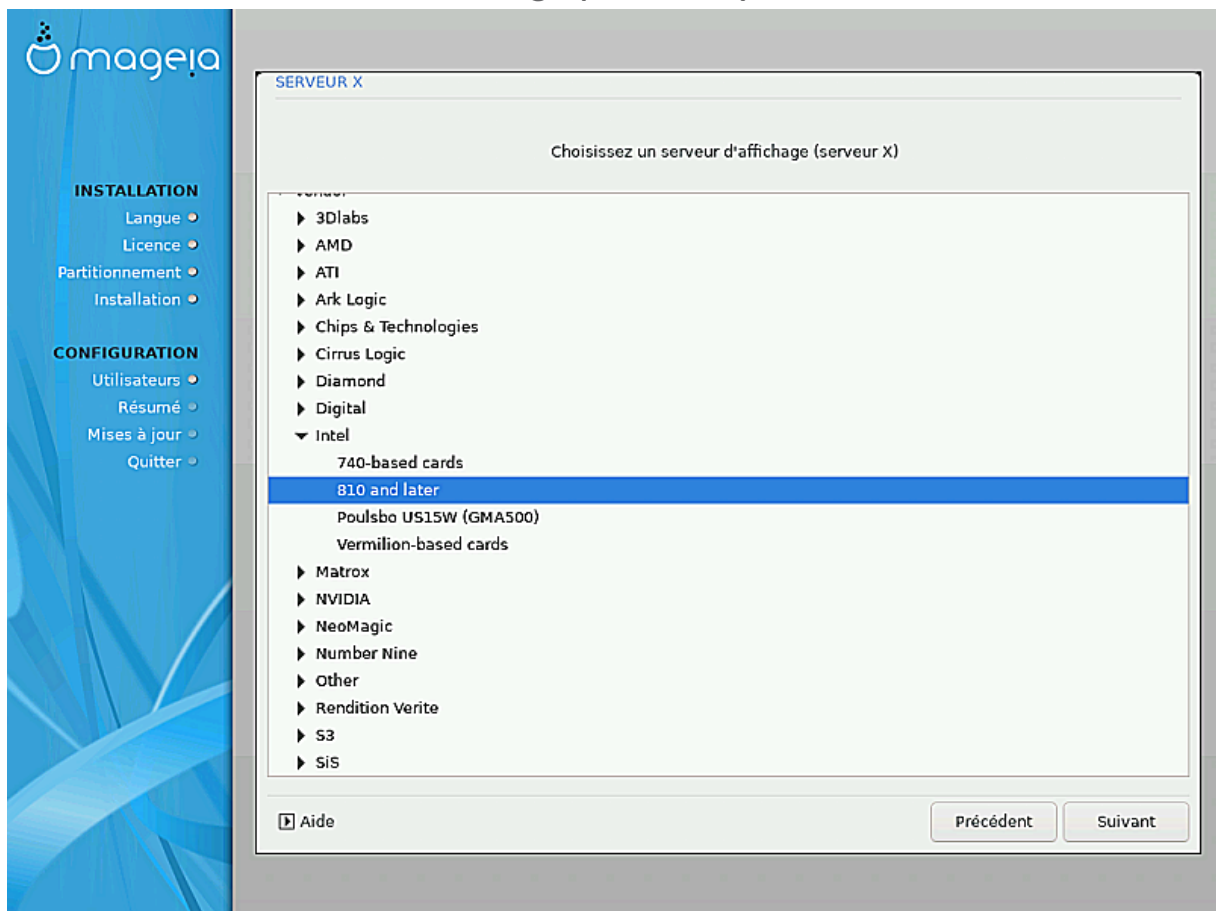 mageia
SERVEUR X
Choisissez un serveur d'affichage (serveur X)
INSTALLATION
Langue
Licence
Partitionnement
Installation
CONFIGURATION
Utilisateurs
Résumé
Mises à jour
Quitter
3Dlabs
AMD
ATI
Ark Logic
Chips & Technologies
Cirrus Logic
Diamond
Digital
Intel
740-based cards
810 and later
Poulsbo US15W (GMA500)
Vermilion-based cards
Matrox
NVIDIA
NeoMagic
Number Nine
Other
Rendition Verite
S3
SiS
Aide
Précédent
Suivant